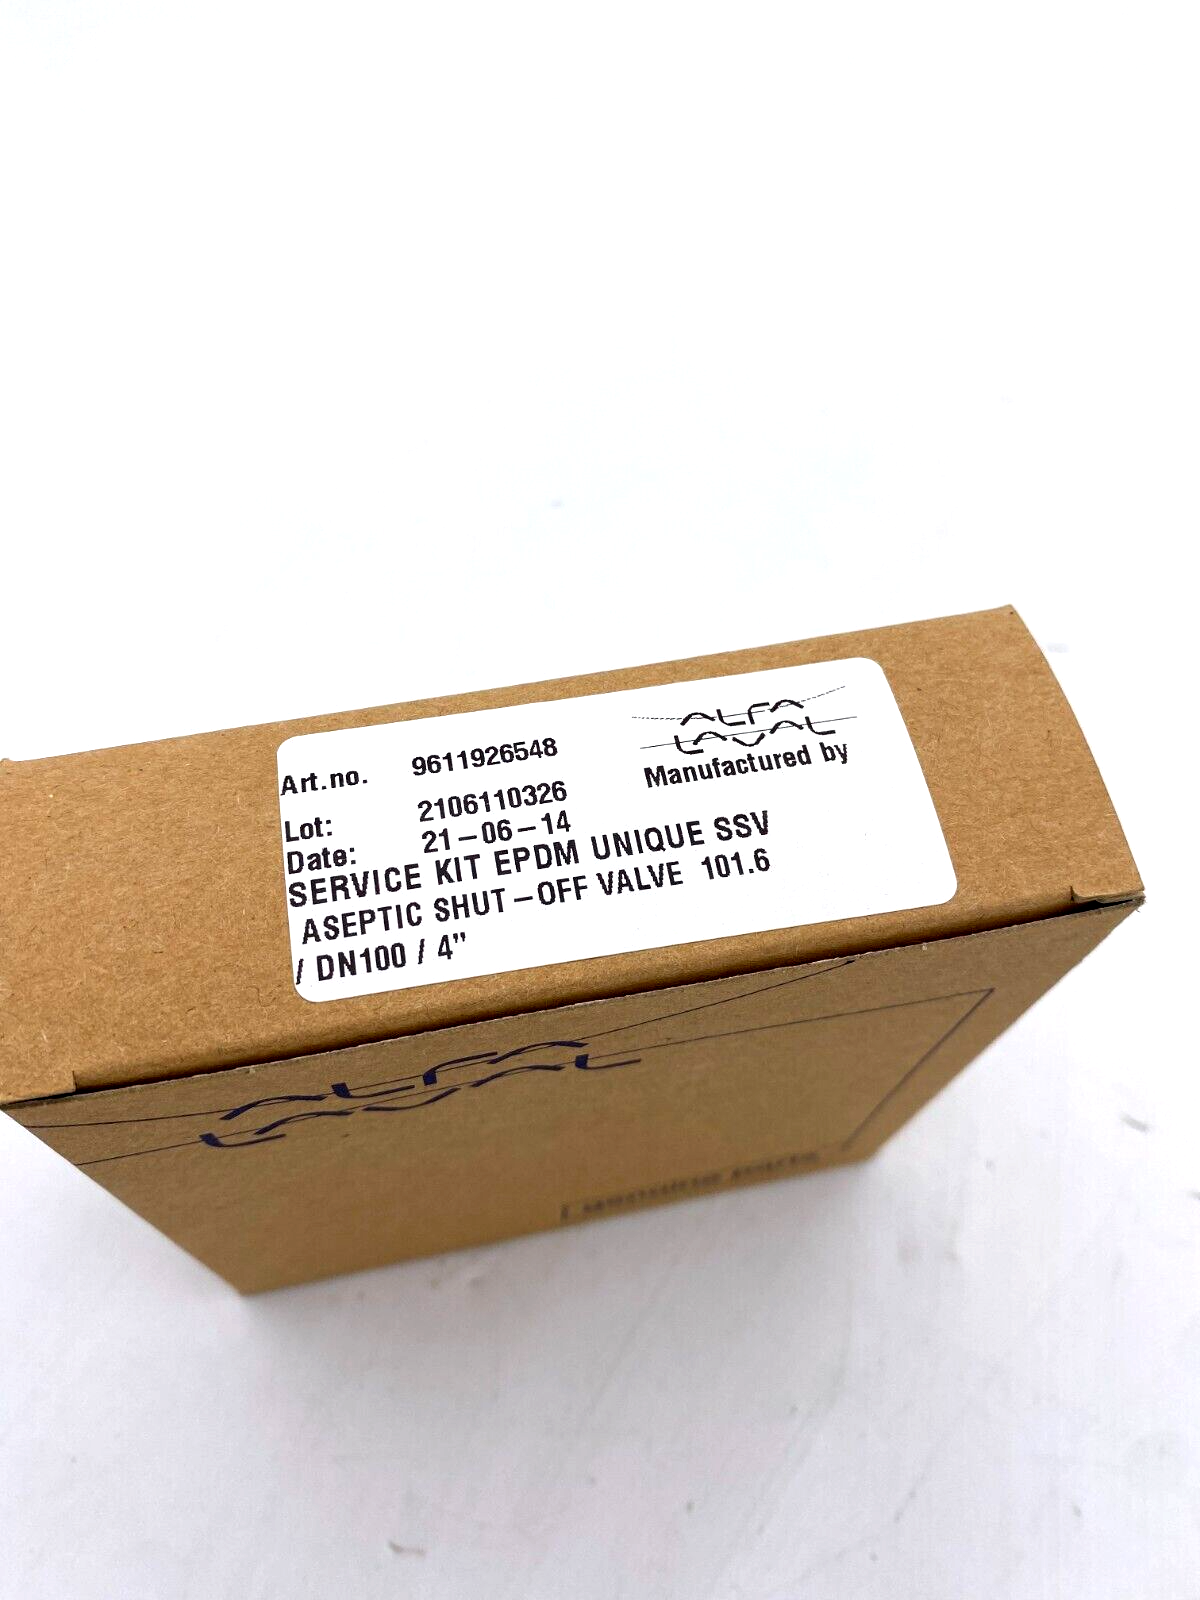 Art.no. 9611926548
ALFA
LAVAL
Manufactured by
Lot: 2106110326
Date: 21-06-14
SERVICE KIT EPDM UNIQUE SSV
ASEPTIC SHUT-OFF VALVE 101.6
/ DN100 / 4"
ALFA
LAVAL